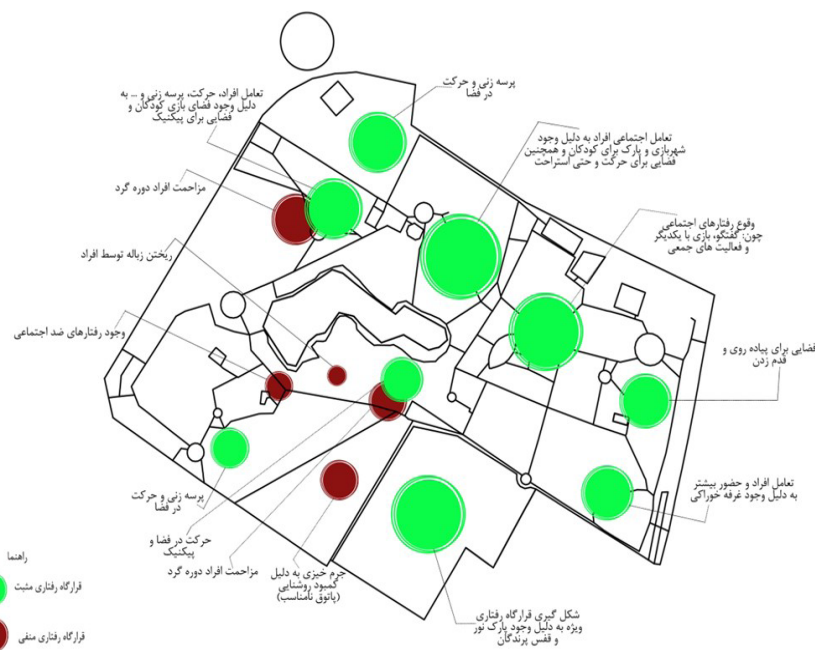 پرسه زنی و حرکت
در فضا
تعامل افراد، حرکت، پرسه زنی و ... به
دلیل وجود فضای بازی کودکان و
فضایی برای پیکنیک
تعامل اجتماعی افراد به دلیل وجود
شهربازی و پارک برای کودکان و همچنین
فضایی برای حرکت و حتی استراحت
مزاحمت افراد دوره گرد
وقوع رفتارهای اجتماعی
چون: گفتگو، بازی با یکدیگر
و فعالیت های جمعی
ریختن زباله توسط افراد
وجود رفتارهای ضد اجتماعی
فضایی برای پیاده روی و
قدم زدن
تعامل افراد و حضور بیشتر
به دلیل وجود غرفه خوراکی
پرسه زنی و حرکت
در فضا
حرکت در فضا و
پیکنیک
مزاحمت افراد دوره گرد
جرم خیزی به دلیل
کمبود روشنایی
(پاتوق نامناسب)
شکل گیری قرارگاه رفتاری
ویژه به دلیل وجود پارک نور
و قفس پرندگان
راهنما
قرارگاه رفتاری مثبت
قرارگاه رفتاری منفی